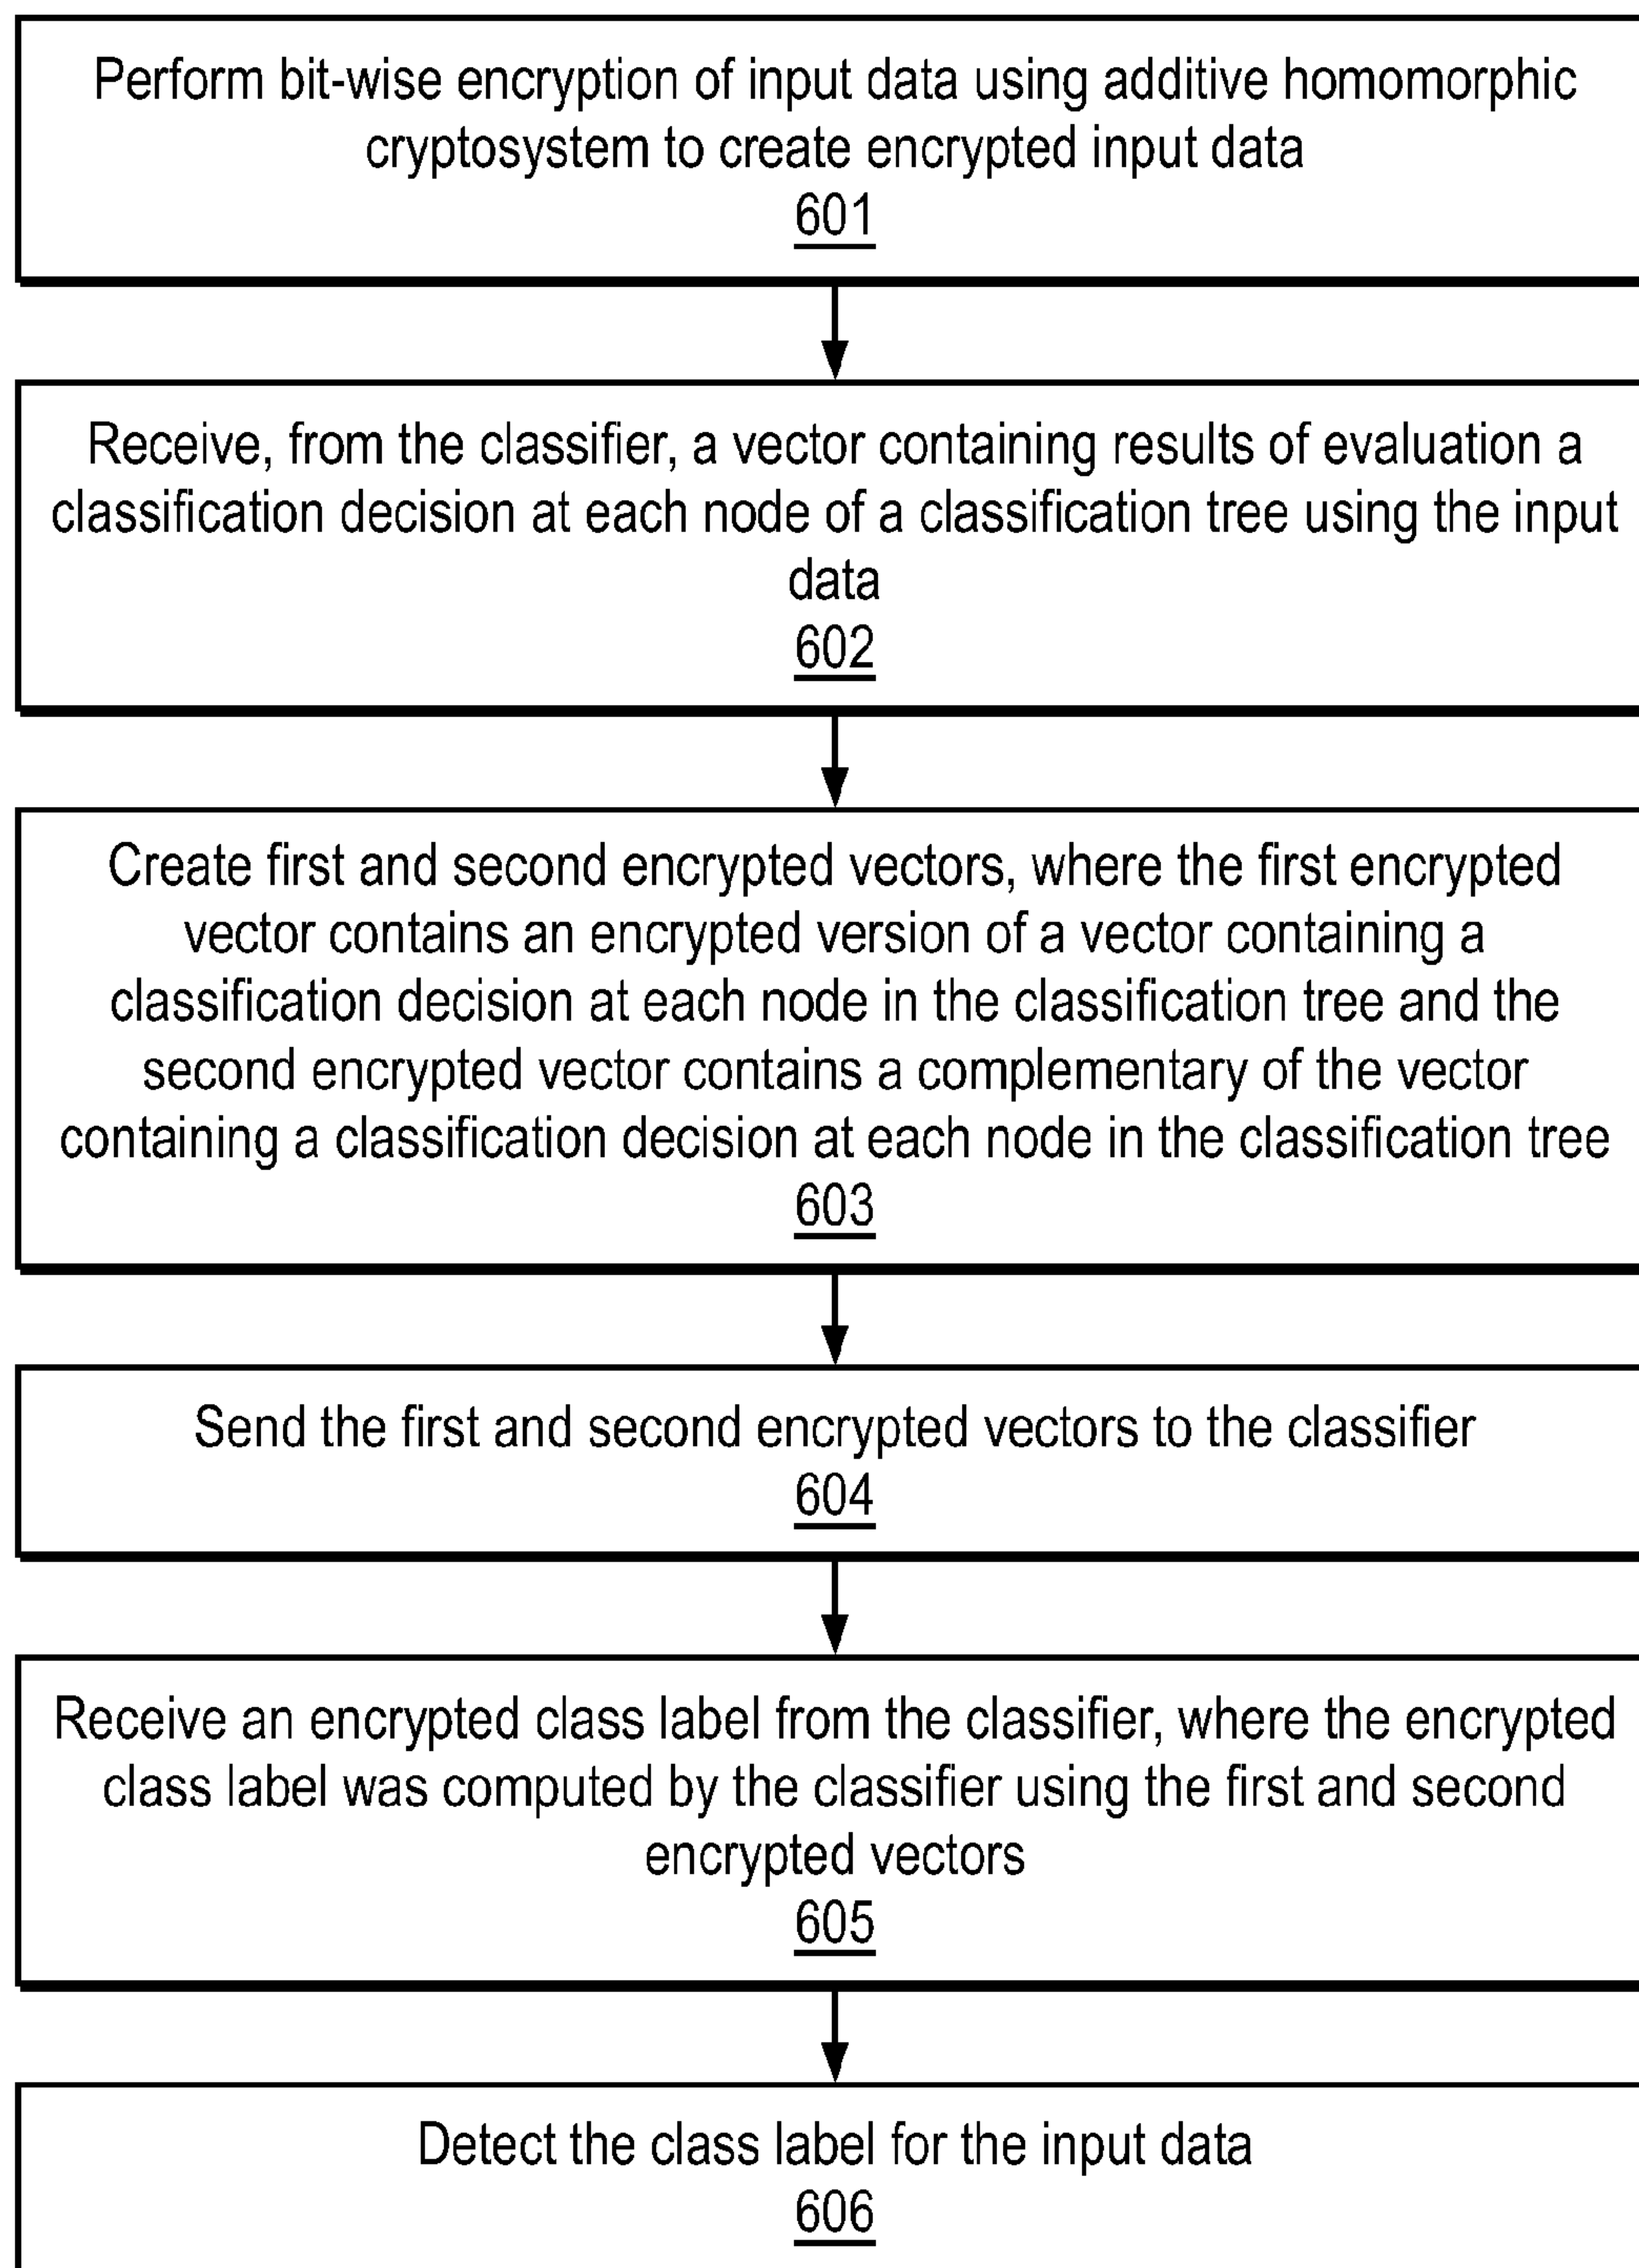 Perform bit-wise encryption of input data using additive homomorphic
cryptosystem to create encrypted input data
601
Receive, from the classifier, a vector containing results of evaluation a
classification decision at each node of a classification tree using the input
data
602
Create first and second encrypted vectors, where the first encrypted
vector contains an encrypted version of a vector containing a
classification decision at each node in the classification tree and the
second encrypted vector contains a complementary of the vector
containing a classification decision at each node in the classification tree
603
Send the first and second encrypted vectors to the classifier
604
Receive an encrypted class label from the classifier, where the encrypted
class label was computed by the classifier using the first and second
encrypted vectors
605
Detect the class label for the input data
606